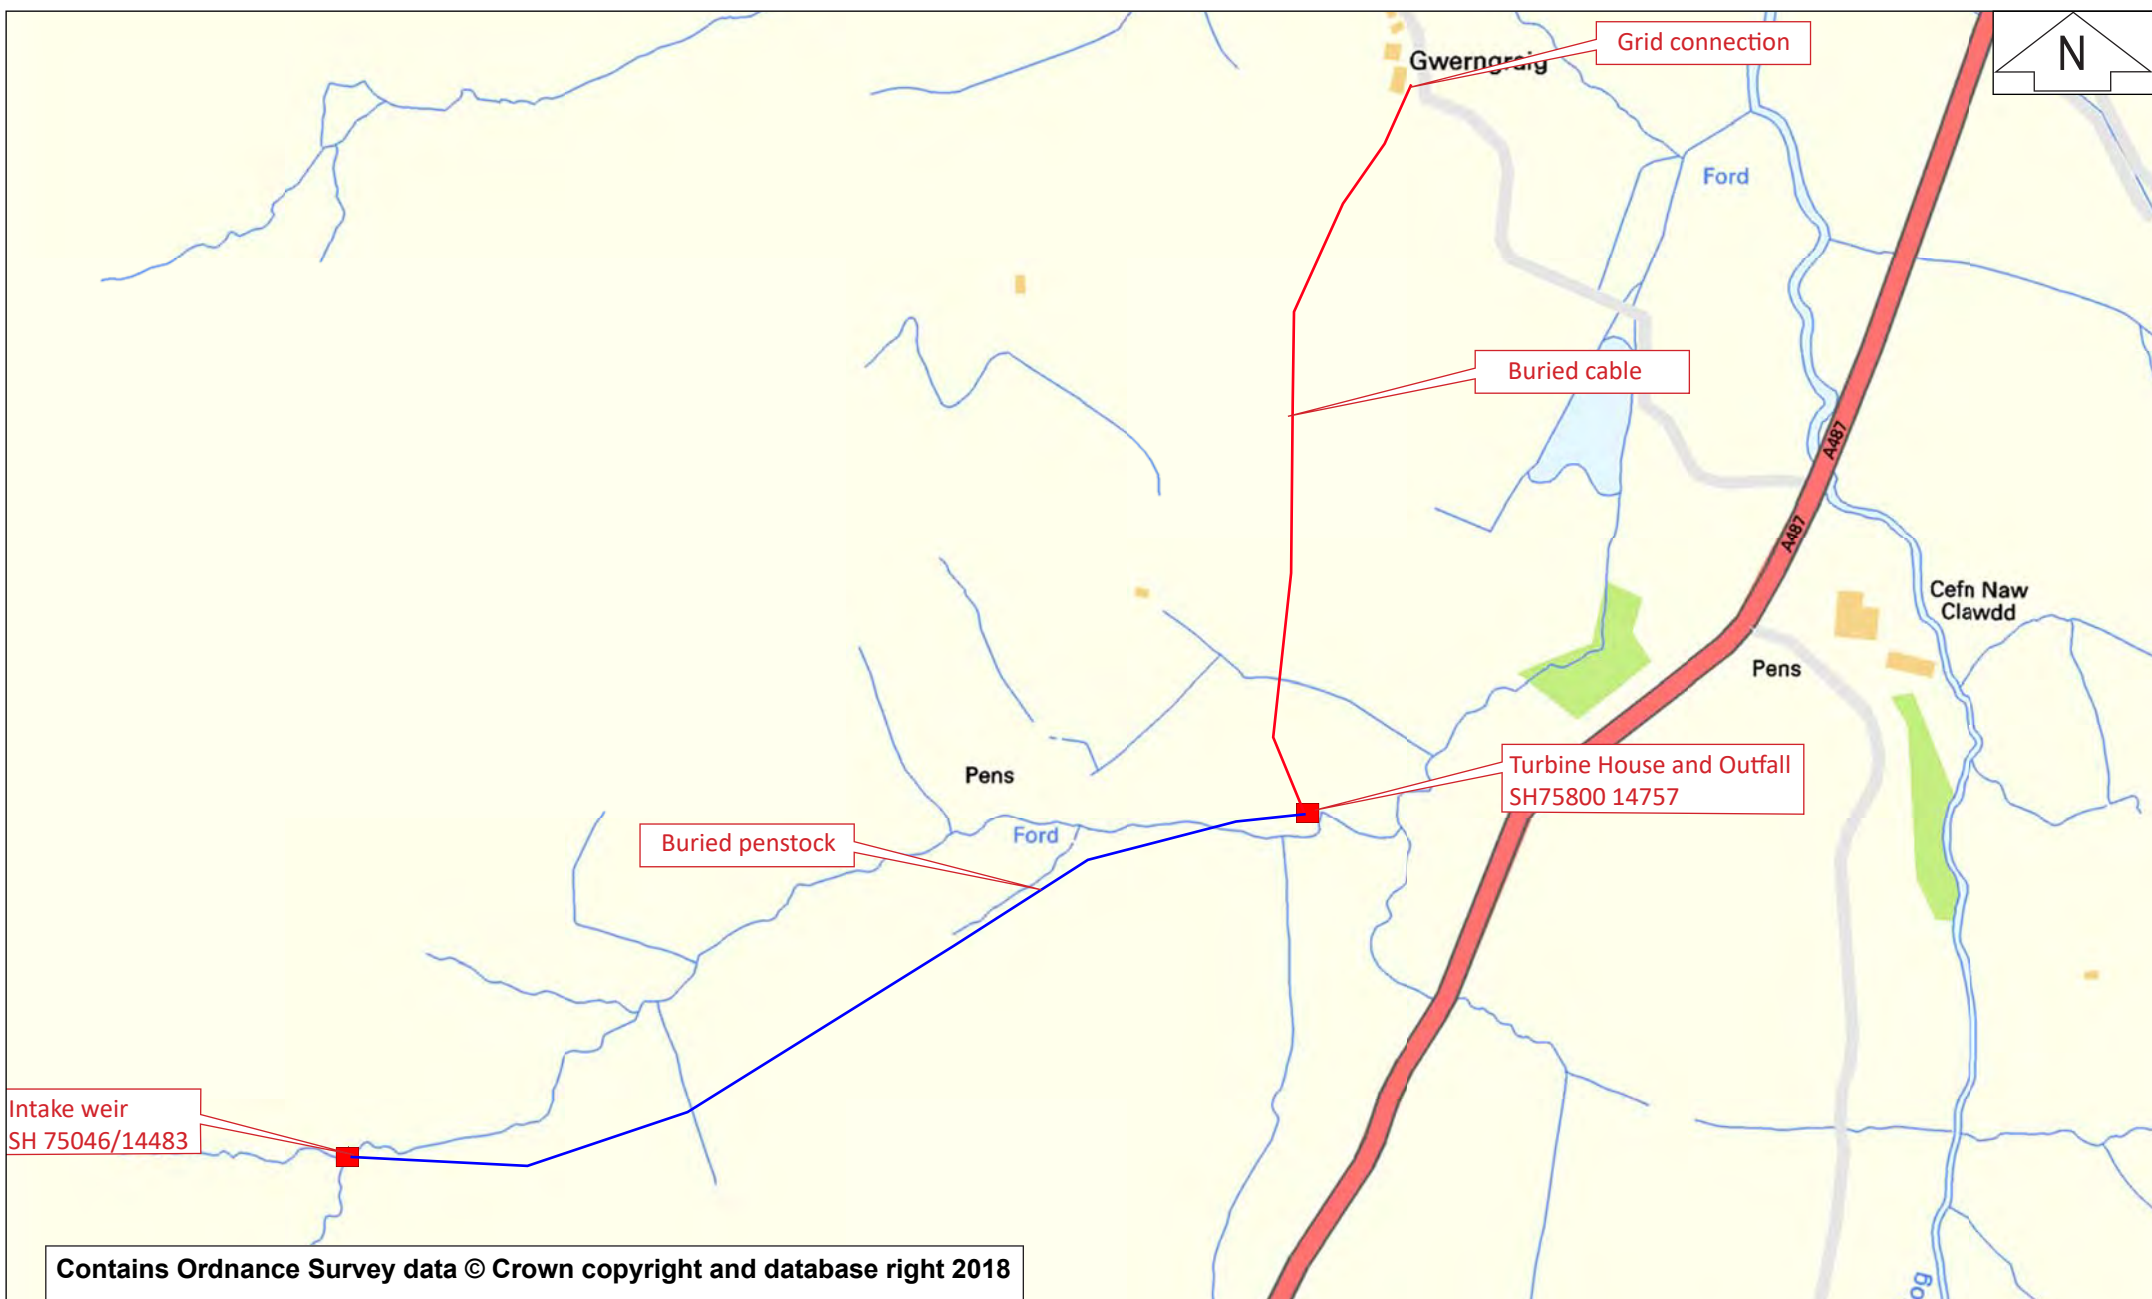 Grid connection
N
Gwerngraig
Ford
Buried cable
A487
A487
Cefn Naw
Clawdd
Pens
Turbine House and Outfall
SH75800 14757
Pens
Ford
Buried penstock
Intake weir
SH 75046/14483
Contains Ordnance Survey data © Crown copyright and database right 2018